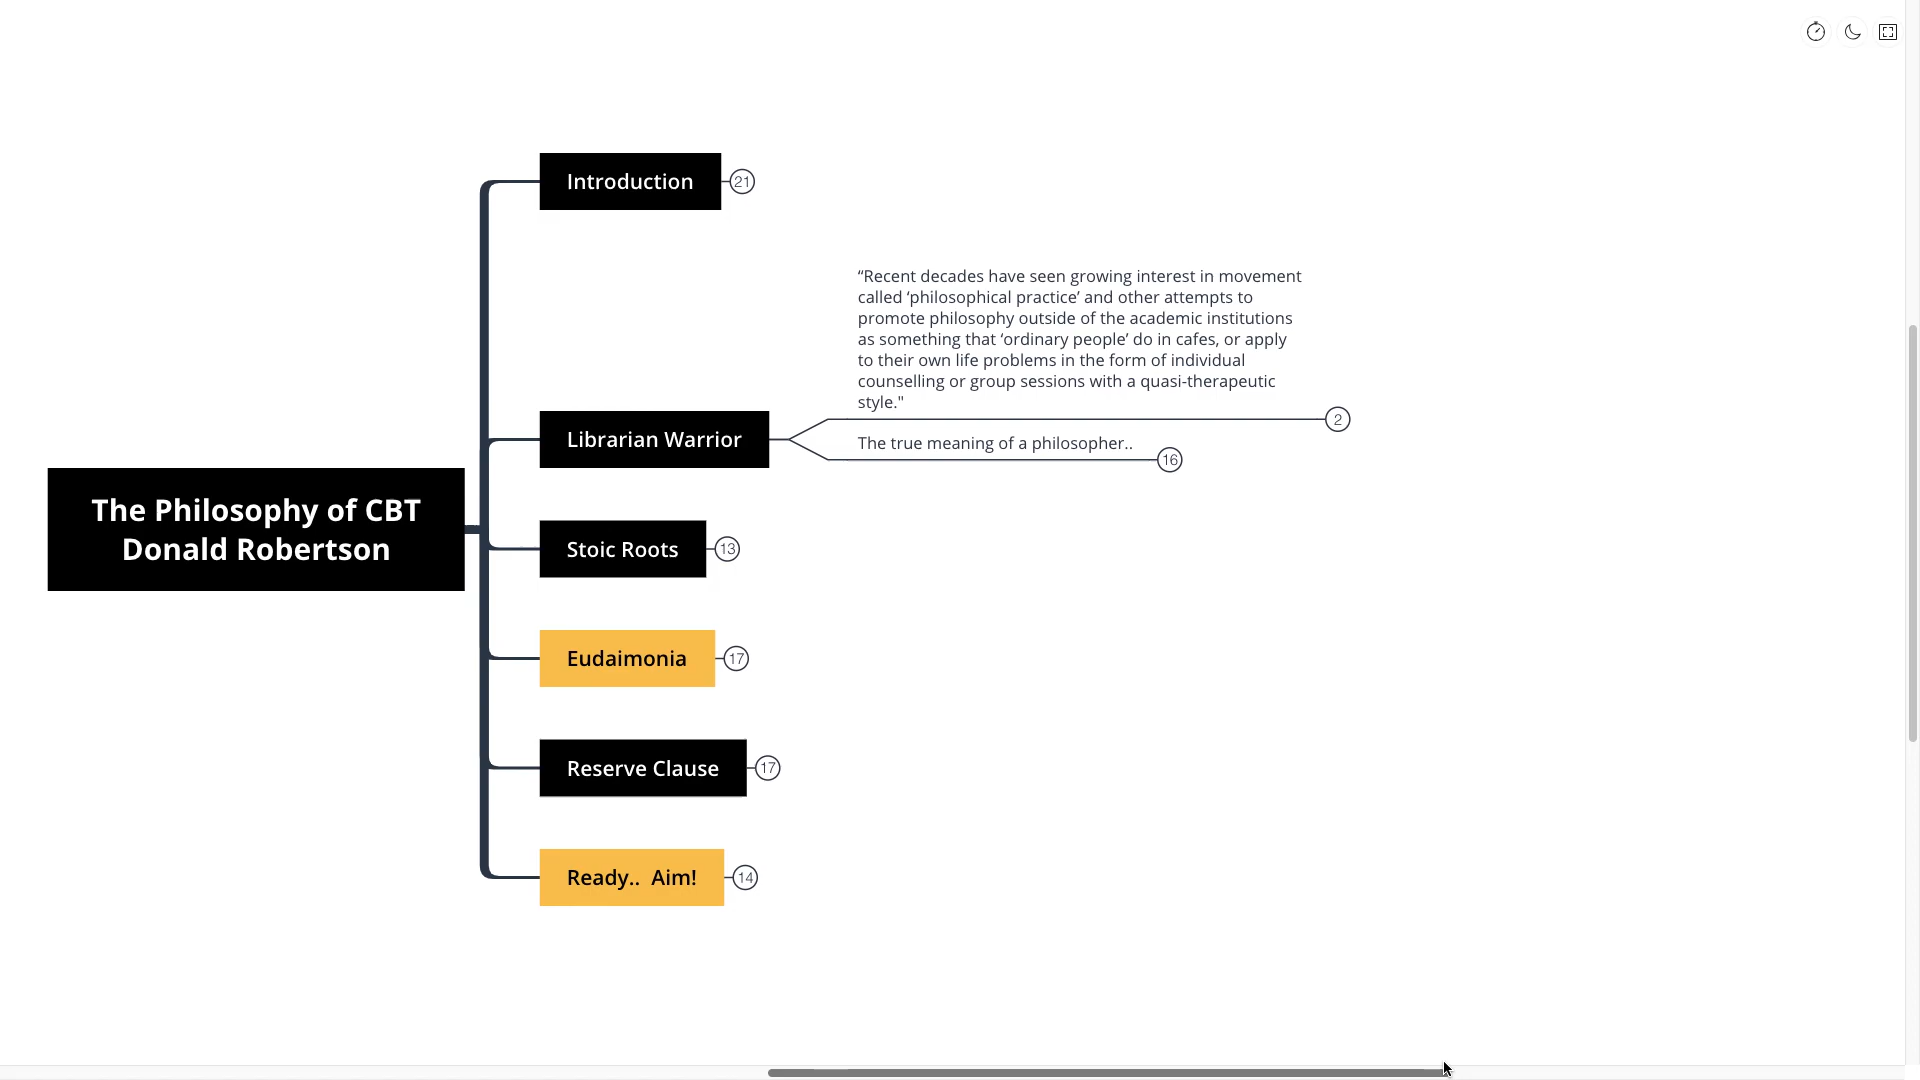 Introduction
21
“Recent decades have seen growing interest in movement
called ‘philosophical practice’ and other attempts to
promote philosophy outside of the academic institutions
as something that ‘ordinary people’ do in cafes, or apply
to their own life problems in the form of individual
counselling or group sessions with a quasi-therapeutic
style."
2
Librarian Warrior
The true meaning of a philosopher..
16
The Philosophy of CBT
Donald Robertson
Stoic Roots
13
Eudaimonia
17
Reserve Clause
17
Ready..  Aim!
14